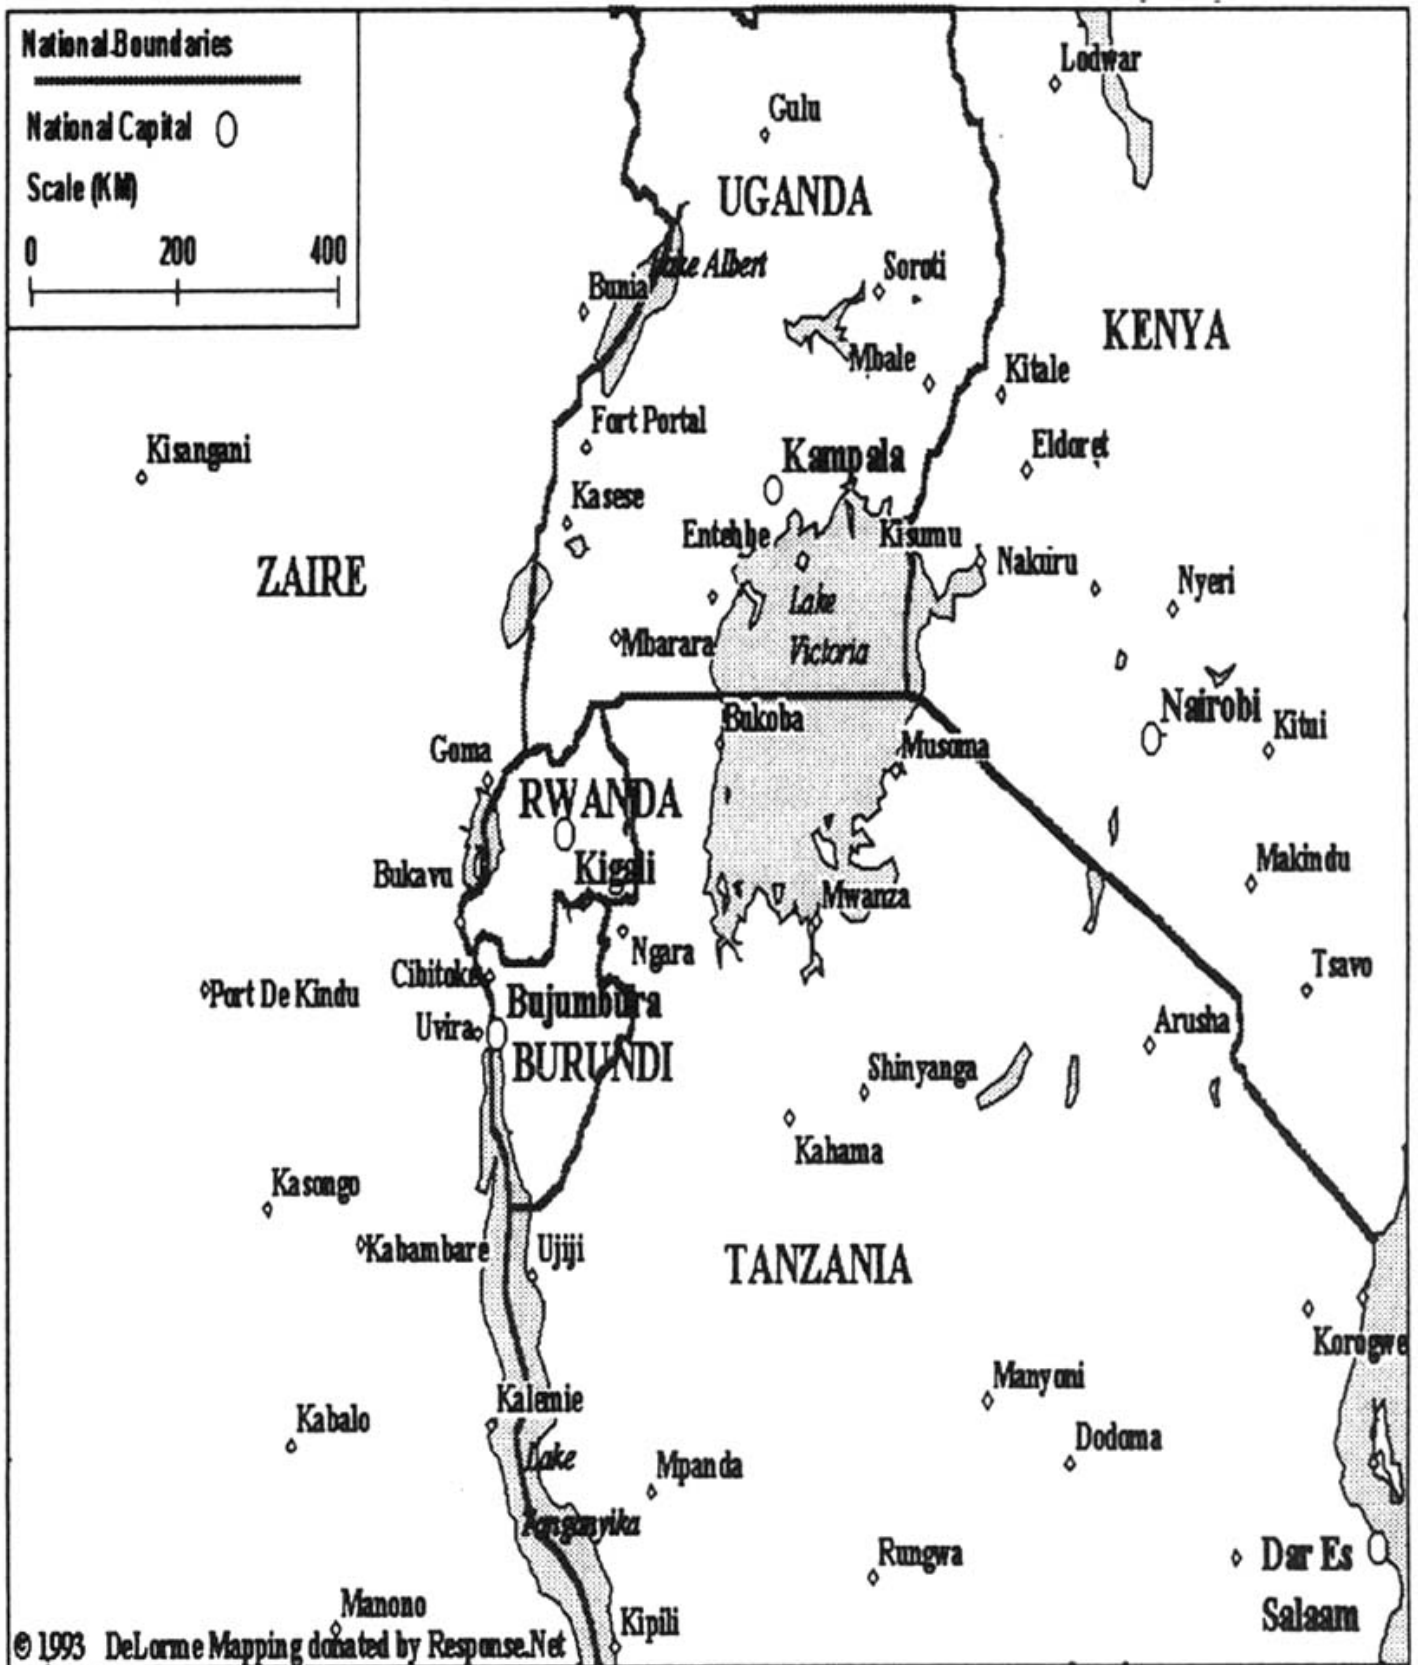 National Boundaries
National Capital
Scale (KM)
0 200 400
Lodwar
Gulu
UGANDA
Lake Albert
Soroti
Bunia
KENYA
Mbale
Kitale
Fort Portal
Kisangani
Kampala
Eldoret
Kasese
Entebbe
Kisumu
ZAIRE
Nakuru
Nyeri
Lake
Victoria
Mbarara
Nairobi
Bukoba
Kitui
Goma
Musoma
RWANDA
Bukavu
Kigali
Makindu
Mwanza
Ngara
Cibitoke
Tsavo
Port De Kindu
Bujumbura
Uvira
Arusha
BURUNDI
Shinyanga
Kahama
Kasongo
Kabambare
Ujiji
TANZANIA
Korogwe
Manyoni
Kalemie
Kabalo
Dodoma
Lake
Mpanda
Tanganyika
Rungwa
Dar Es
Salaam
Manono
Kipili
© 1993 DeLorme Mapping donated by Response.Net